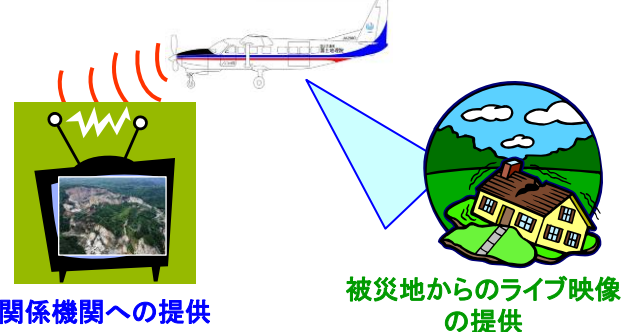 被災地からのライブ映像
の提供
関係機関への提供